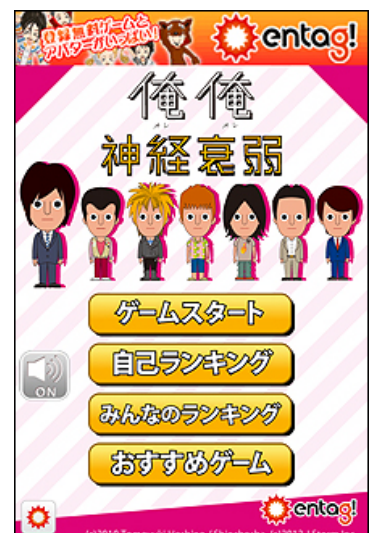 登録無料ゲームと
アバターがいっぱい!
entag!
俺俺
オレ オレ
神経衰弱
ゲームスタート
自己ランキング
みんなのランキング
おすすめゲーム
ON
entag!